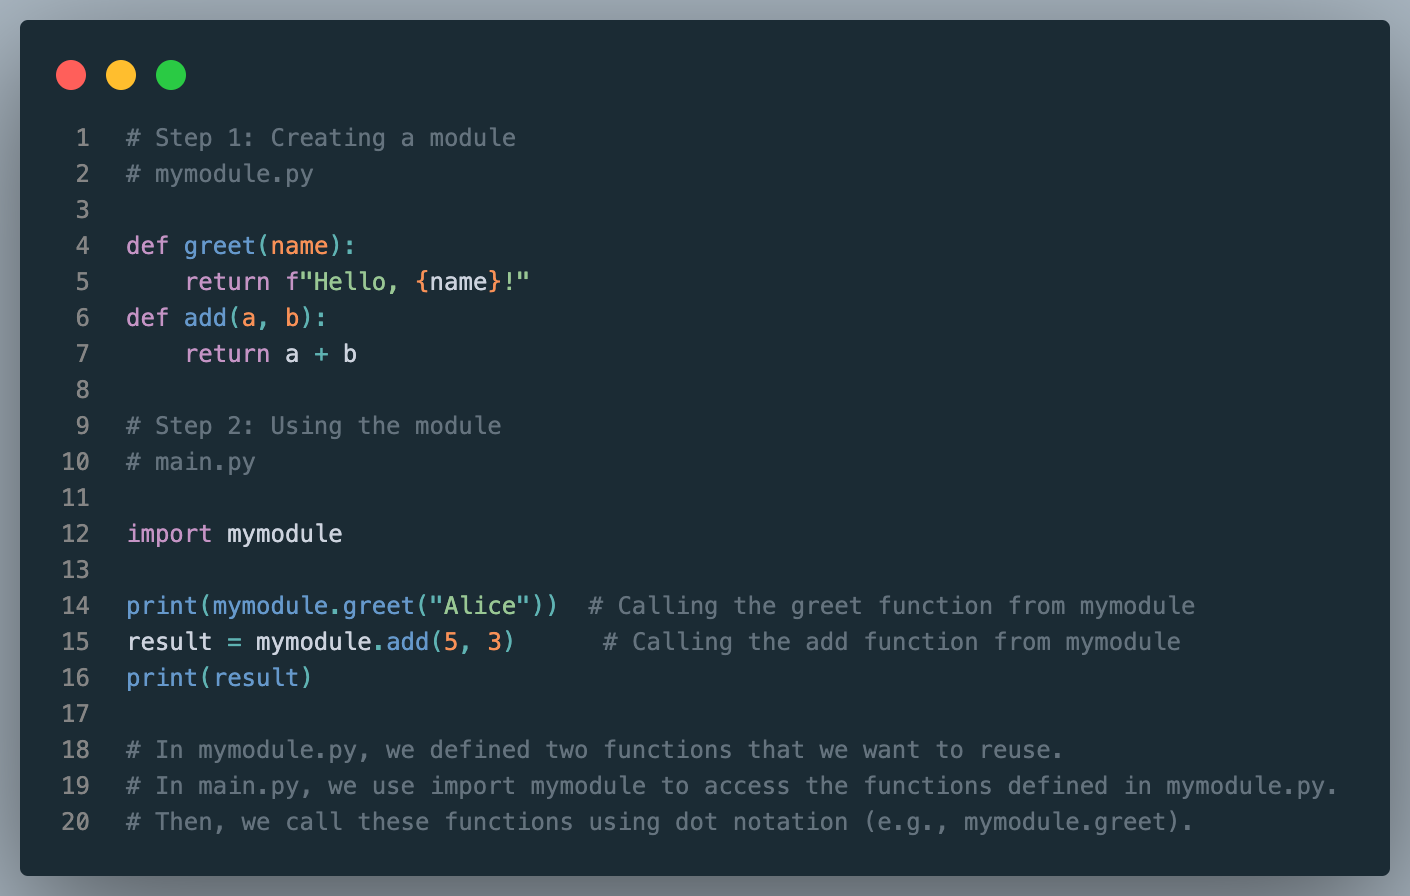 1 # Step 1: Creating a module
2 # mymodule.py
3
4 def greet(name):
5     return f"Hello, {name}!"
6 def add(a, b):
7     return a + b
8
9 # Step 2: Using the module
10 # main.py
11
12 import mymodule
13
14 print(mymodule.greet("Alice"))  # Calling the greet function from mymodule
15 result = mymodule.add(5, 3)      # Calling the add function from mymodule
16 print(result)
17
18 # In mymodule.py, we defined two functions that we want to reuse.
19 # In main.py, we use import mymodule to access the functions defined in mymodule.py.
20 # Then, we call these functions using dot notation (e.g., mymodule.greet).